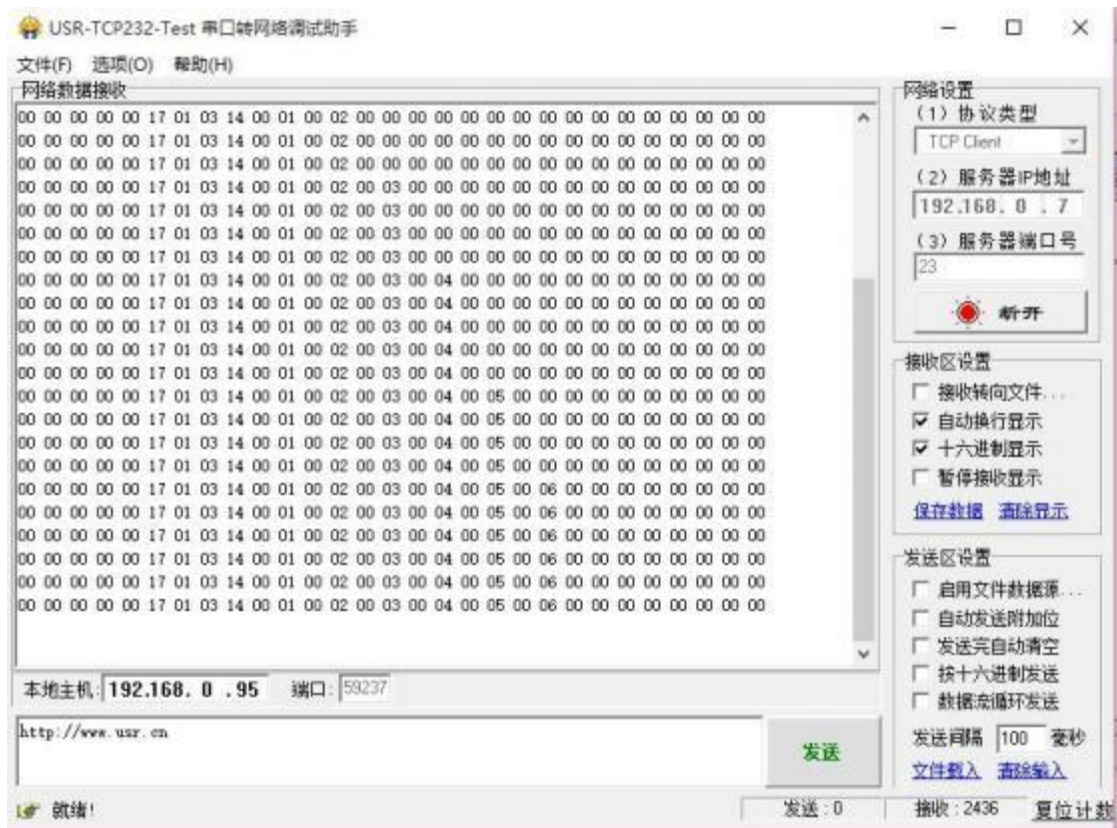 USR-TCP232-Test 串口转网络调试助手
文件(F) 选项(O) 帮助(H)
网络数据接收
00 00 00 00 00 17 01 03 14 00 01 00 02 00 00 00 00 00 00 00 00 00 00 00 00 00 00 00 00
00 00 00 00 00 17 01 03 14 00 01 00 02 00 00 00 00 00 00 00 00 00 00 00 00 00 00 00 00
00 00 00 00 00 17 01 03 14 00 01 00 02 00 00 00 00 00 00 00 00 00 00 00 00 00 00 00 00
00 00 00 00 00 17 01 03 14 00 01 00 02 00 00 00 00 00 00 00 00 00 00 00 00 00 00 00 00
00 00 00 00 00 17 01 03 14 00 01 00 02 00 03 00 00 00 00 00 00 00 00 00 00 00 00 00 00
00 00 00 00 00 17 01 03 14 00 01 00 02 00 03 00 00 00 00 00 00 00 00 00 00 00 00 00 00
00 00 00 00 00 17 01 03 14 00 01 00 02 00 03 00 00 00 00 00 00 00 00 00 00 00 00 00 00
00 00 00 00 00 17 01 03 14 00 01 00 02 00 03 00 04 00 00 00 00 00 00 00 00 00 00 00 00
00 00 00 00 00 17 01 03 14 00 01 00 02 00 03 00 04 00 00 00 00 00 00 00 00 00 00 00 00
00 00 00 00 00 17 01 03 14 00 01 00 02 00 03 00 04 00 00 00 00 00 00 00 00 00 00 00 00
00 00 00 00 00 17 01 03 14 00 01 00 02 00 03 00 04 00 00 00 00 00 00 00 00 00 00 00 00
00 00 00 00 00 17 01 03 14 00 01 00 02 00 03 00 04 00 00 00 00 00 00 00 00 00 00 00 00
00 00 00 00 00 17 01 03 14 00 01 00 02 00 03 00 04 00 05 00 00 00 00 00 00 00 00 00 00
00 00 00 00 00 17 01 03 14 00 01 00 02 00 03 00 04 00 05 00 00 00 00 00 00 00 00 00 00
00 00 00 00 00 17 01 03 14 00 01 00 02 00 03 00 04 00 05 00 00 00 00 00 00 00 00 00 00
00 00 00 00 00 17 01 03 14 00 01 00 02 00 03 00 04 00 05 00 00 00 00 00 00 00 00 00 00
00 00 00 00 00 17 01 03 14 00 01 00 02 00 03 00 04 00 05 00 06 00 00 00 00 00 00 00 00
00 00 00 00 00 17 01 03 14 00 01 00 02 00 03 00 04 00 05 00 06 00 00 00 00 00 00 00 00
00 00 00 00 00 17 01 03 14 00 01 00 02 00 03 00 04 00 05 00 06 00 00 00 00 00 00 00 00
00 00 00 00 00 17 01 03 14 00 01 00 02 00 03 00 04 00 05 00 06 00 00 00 00 00 00 00 00
00 00 00 00 00 17 01 03 14 00 01 00 02 00 03 00 04 00 05 00 06 00 00 00 00 00 00 00 00
00 00 00 00 00 17 01 03 14 00 01 00 02 00 03 00 04 00 05 00 06 00 00 00 00 00 00 00 00
本地主机: 192.168. 0 .95 端口: 59237
http://www.usr.cn
发送
网络设置
(1) 协议类型
TCP Client
(2) 服务器IP地址
192.168. 0 . 7
(3) 服务器端口号
23
断开
接收区设置
接收转向文件...
自动换行显示
十六进制显示
暂停接收显示
保存数据 清除显示
发送区设置
启用文件数据源...
自动发送附加位
发送完自动清空
按十六进制发送
数据流循环发送
发送间隔 100 毫秒
文件载入 清除输入
就绪!
发送 : 0
接收 : 2436
复位计数